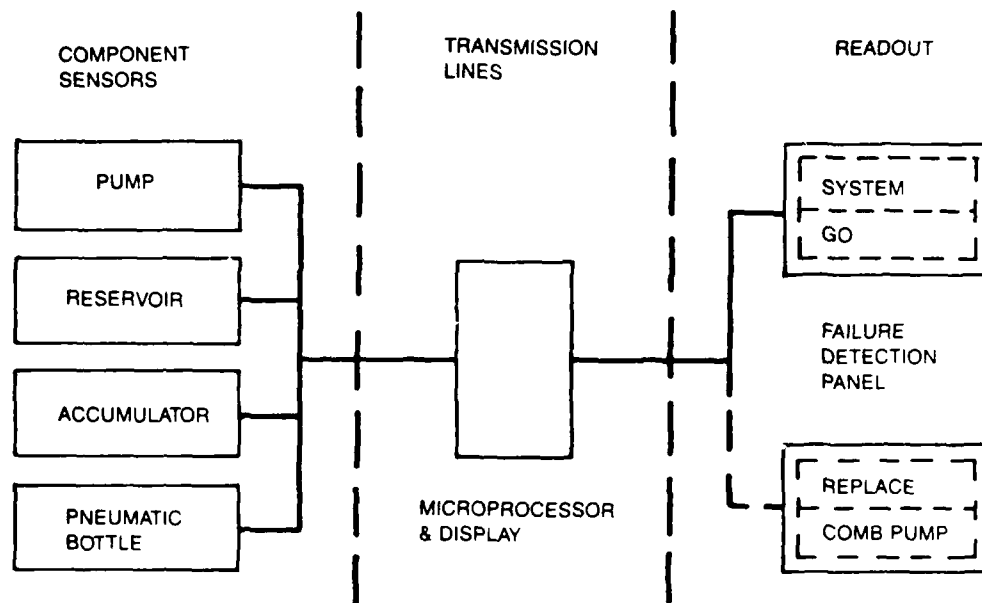 COMPONENT
SENSORS
TRANSMISSION
LINES
READOUT
PUMP
RESERVOIR
ACCUMULATOR
PNEUMATIC
BOTTLE
MICROPROCESSOR
& DISPLAY
SYSTEM
GO
FAILURE
DETECTION
PANEL
REPLACE
COMB PUMP